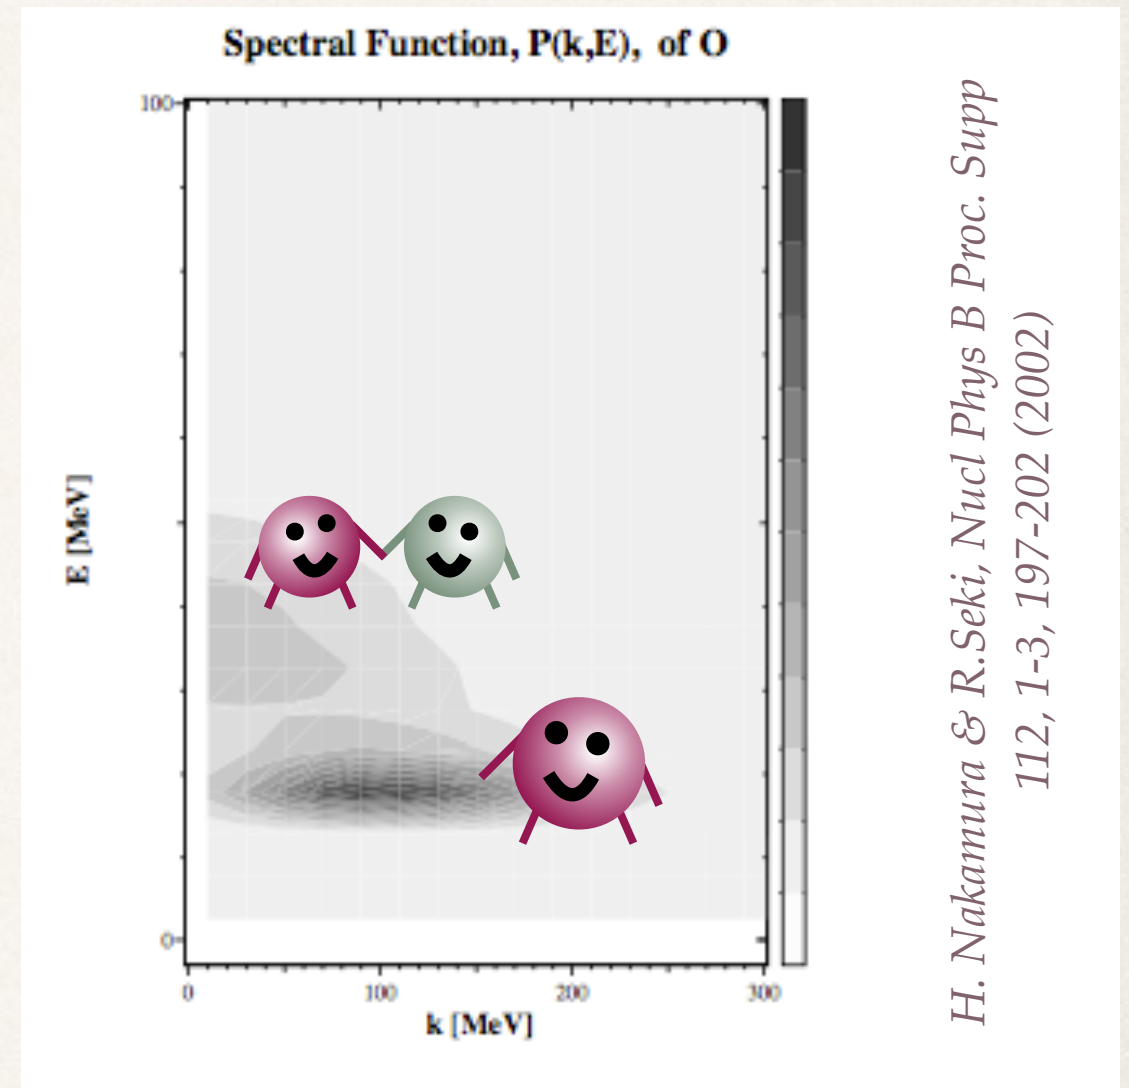 Spectral Function, P(k,E), of O
100
E [MeV]
0
0 100 200 300
k [MeV]
H. Nakamura & R.Seki, Nucl Phys B Proc. Supp
112, 1-3, 197-202 (2002)